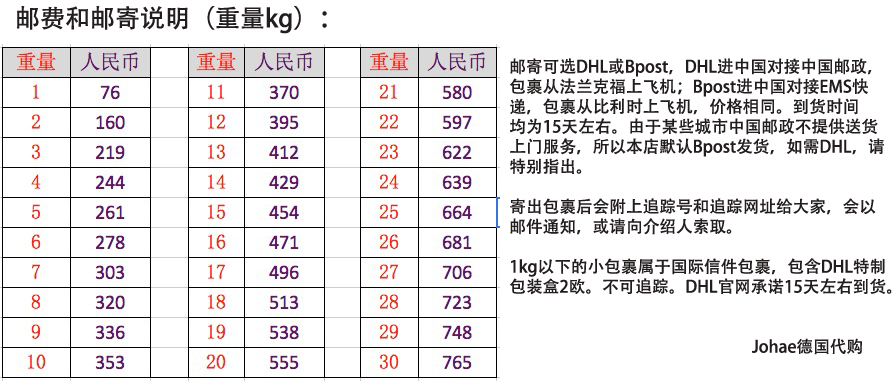 邮费和邮寄说明（重量kg）：
重量 人民币 重量 人民币 重量 人民币
1 76 11 370 21 580
2 160 12 395 22 597
3 219 13 412 23 622
4 244 14 429 24 639
5 261 15 454 25 664
6 278 16 471 26 681
7 303 17 496 27 706
8 320 18 513 28 723
9 336 19 538 29 748
10 353 20 555 30 765
邮寄可选DHL或Bpost，DHL进中国对接中国邮政，
包裹从法兰克福上飞机；Bpost进中国对接EMS快
递，包裹从比利时上飞机，价格相同。到货时间
均为15天左右。由于某些城市中国邮政不提供送货
上门服务，所以本店默认Bpost发货，如需DHL，请
特别指出。
寄出包裹后会附上追踪号和追踪网址给大家，会以
邮件通知，或请向介绍人索取。
1kg以下的小包裹属于国际信件包裹，包含DHL特制
包装盒2欧。不可追踪。DHL官网承诺15天左右到货。
Johae德国代购